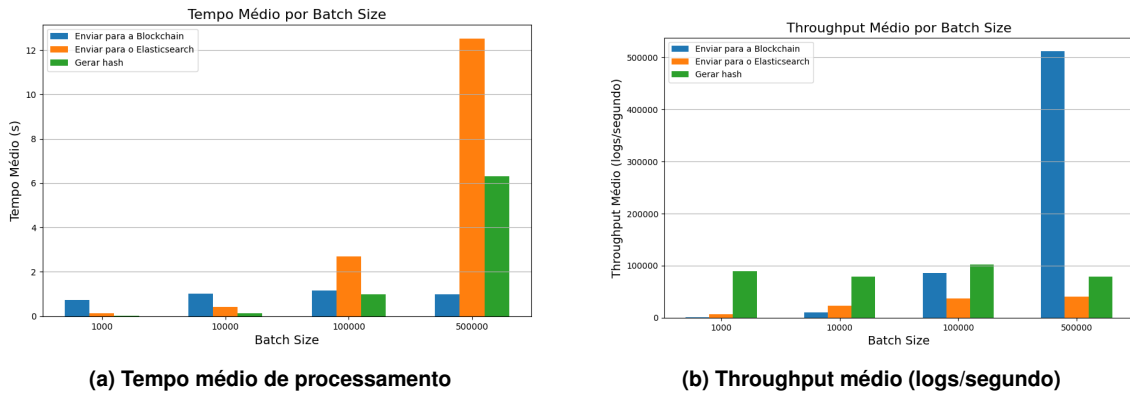 Tempo Médio por Batch Size
Enviar para a Blockchain
Enviar para o Elasticsearch
Gerar hash
12
10
8
6
4
2
0
Tempo Médio (s)
1000
10000
100000
500000
Batch Size
(a) Tempo médio de processamento
Throughput Médio por Batch Size
Enviar para a Blockchain
Enviar para o Elasticsearch
Gerar hash
500000
400000
300000
200000
100000
0
Throughput Médio (logs/segundo)
1000
10000
100000
500000
Batch Size
(b) Throughput médio (logs/segundo)